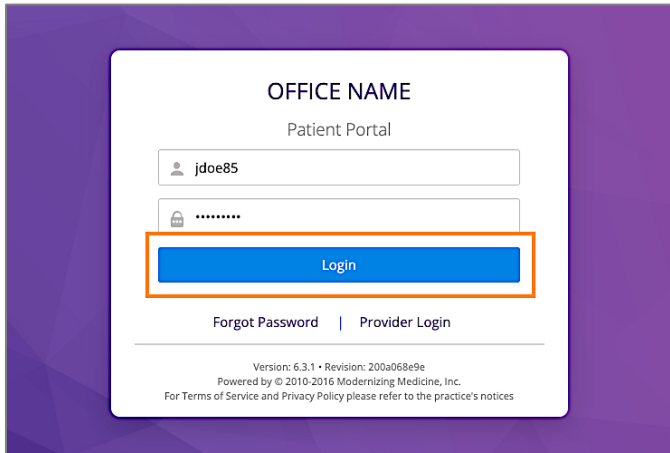 OFFICE NAME
Patient Portal
jdoe85
•••••••••
Login
Forgot Password | Provider Login
Version: 6.3.1 • Revision: 200a068e9e
Powered by © 2010-2016 Modernizing Medicine, Inc.
For Terms of Service and Privacy Policy please refer to the practice's notices